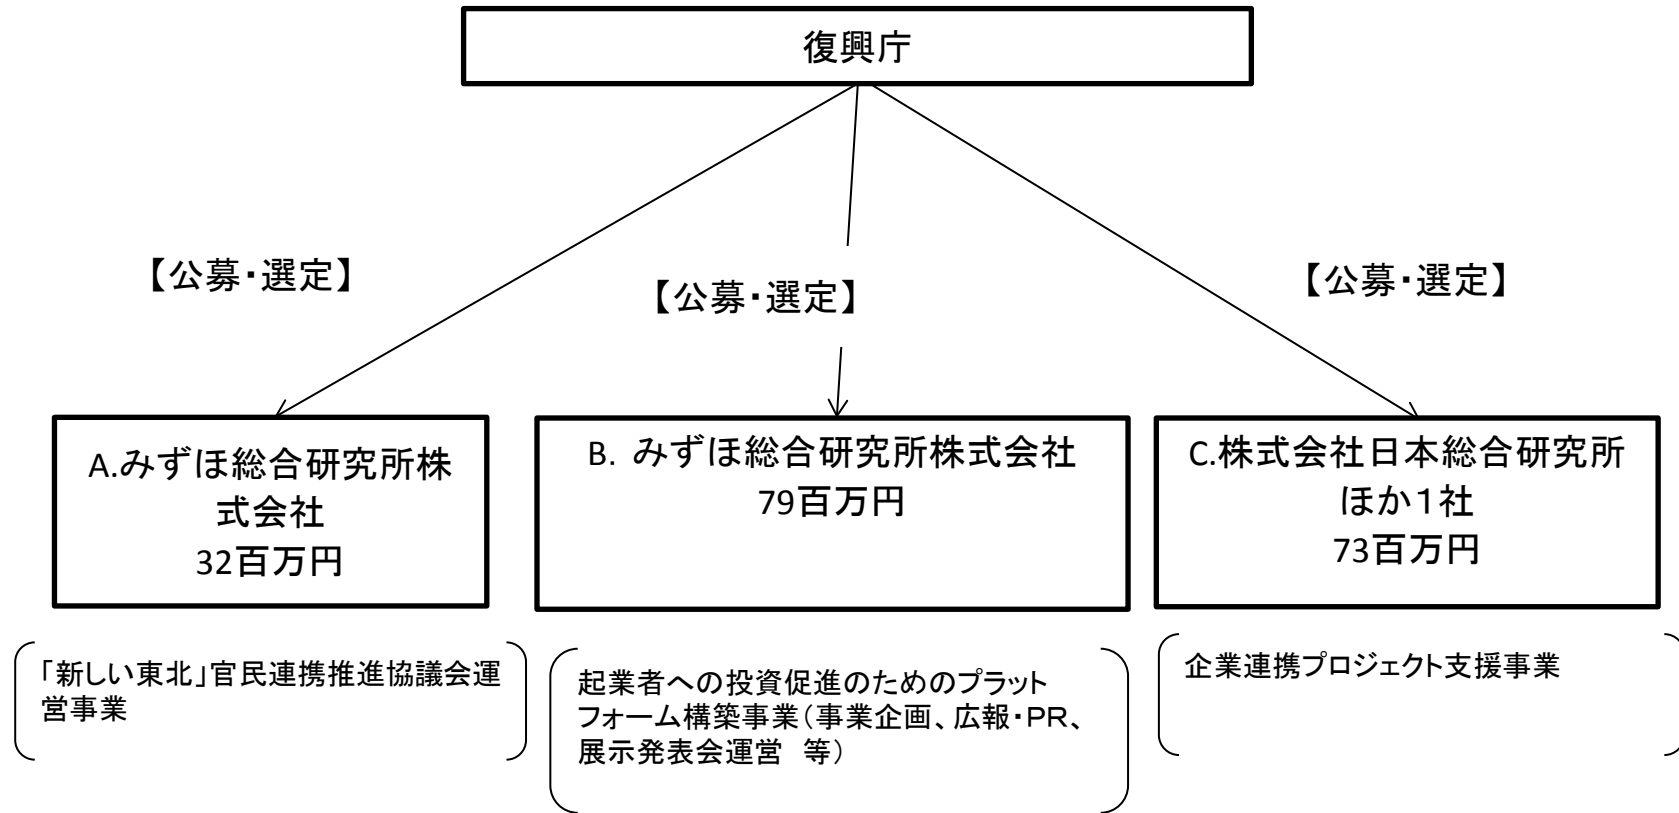 復興庁
【公募・選定】
【公募・選定】
【公募・選定】
A.みずほ総合研究所株
式会社
32百万円
B. みずほ総合研究所株式会社
79百万円
C.株式会社日本総合研究所
ほか１社
73百万円
「新しい東北」官民連携推進協議会運
営事業
起業者への投資促進のためのプラット
フォーム構築事業（事業企画、広報・ＰＲ、
展示発表会運営　等）
企業連携プロジェクト支援事業